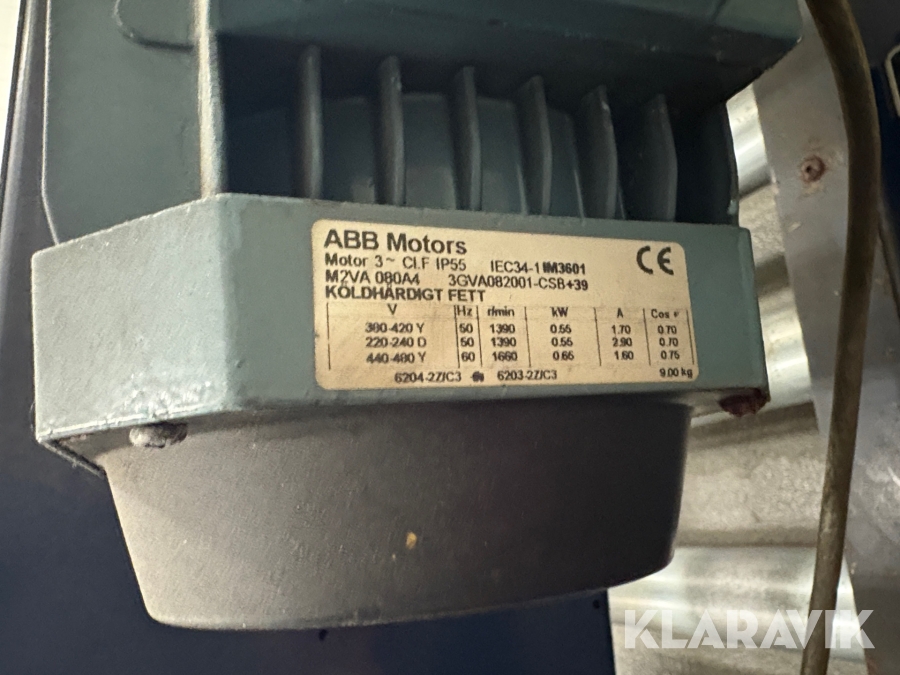 ABB Motors
CE
Motor 3~ Cl.F IP55 IEC34-1 IM3601
M2VA 080A4 3GVA082001-CSB+39
KÖLDHÄRDIGT FETT
V Hz r/min kW A Cos φ
380-420 Y 50 1390 0.55 1.70 0.70
220-240 D 50 1390 0.55 2.90 0.70
440-480 Y 60 1660 0.65 1.60 0.75
6204-2Z/C3 6203-2Z/C3 9.00 kg
KLARAVIK